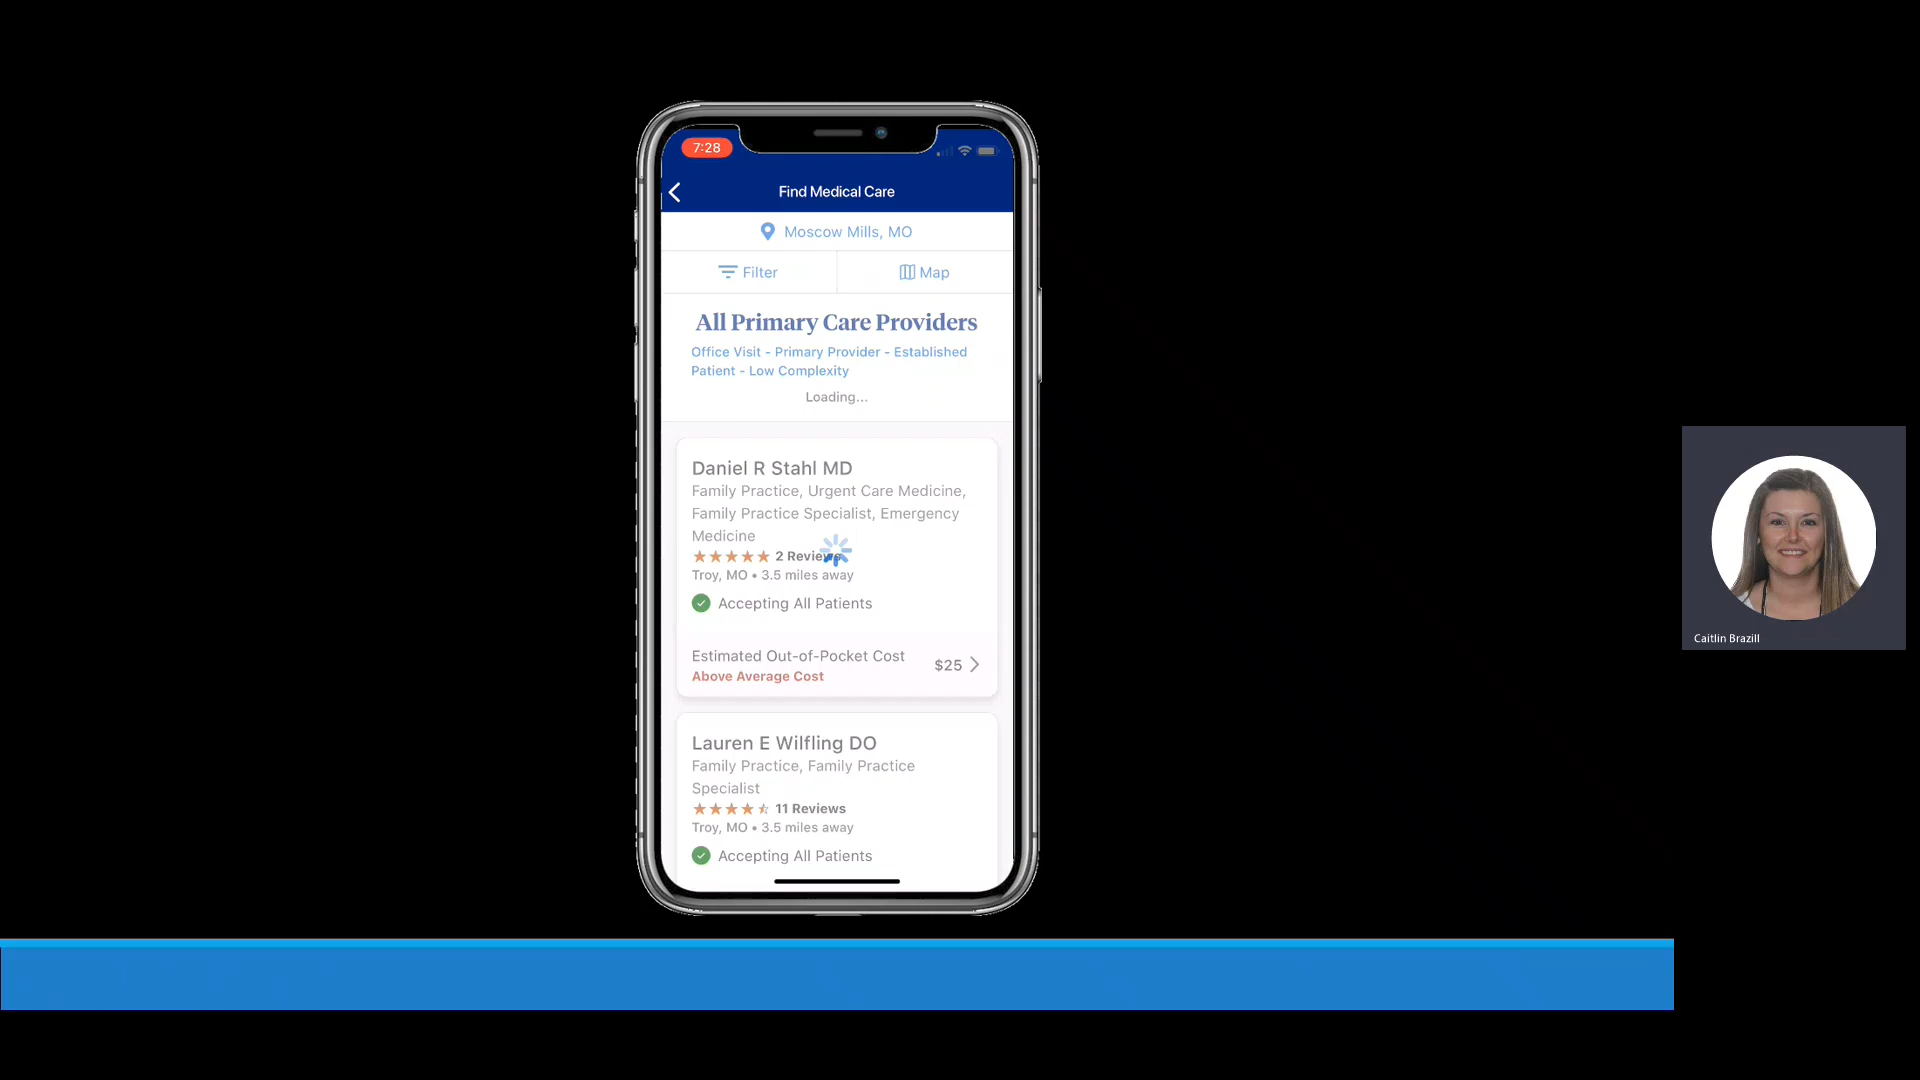 7:28
Find Medical Care
Moscow Mills, MO
Filter
Map
All Primary Care Providers
Office Visit - Primary Provider - Established
Patient - Low Complexity
Loading...
Daniel R Stahl MD
Family Practice, Urgent Care Medicine,
Family Practice Specialist, Emergency
Medicine
2 Reviews
Troy, MO • 3.5 miles away
Accepting All Patients
Estimated Out-of-Pocket Cost
$25
Above Average Cost
Lauren E Wilfling DO
Family Practice, Family Practice
Specialist
11 Reviews
Troy, MO • 3.5 miles away
Accepting All Patients
Caitlin Brazill